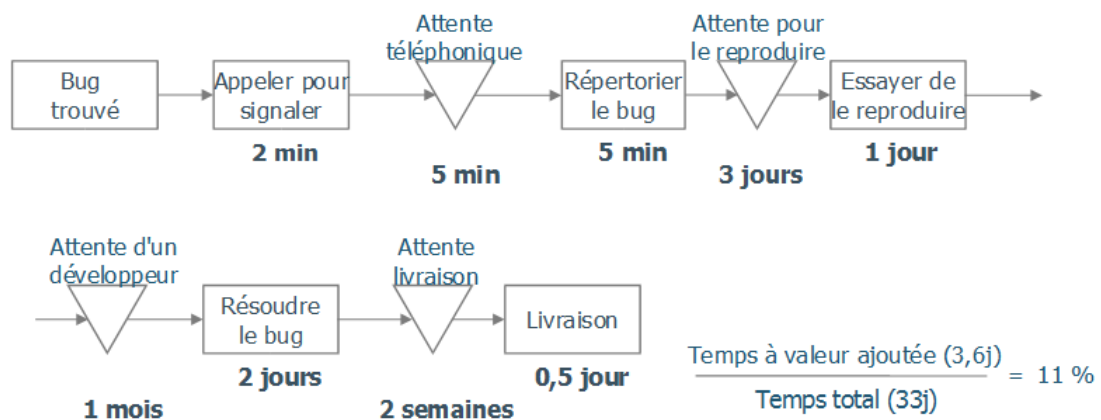 Attente
téléphonique
Attente pour
le reproduire
Bug
trouvé
Appeler pour
signaler
Répertorier
le bug
Essayer de
le reproduire
2 min
5 min
5 min
3 jours
1 jour
Attente d'un
développeur
Attente
livraison
Résoudre
le bug
Livraison
2 jours
0,5 jour
1 mois
2 semaines
Temps à valeur ajoutée (3,6j)
Temps total (33j)
= 11 %